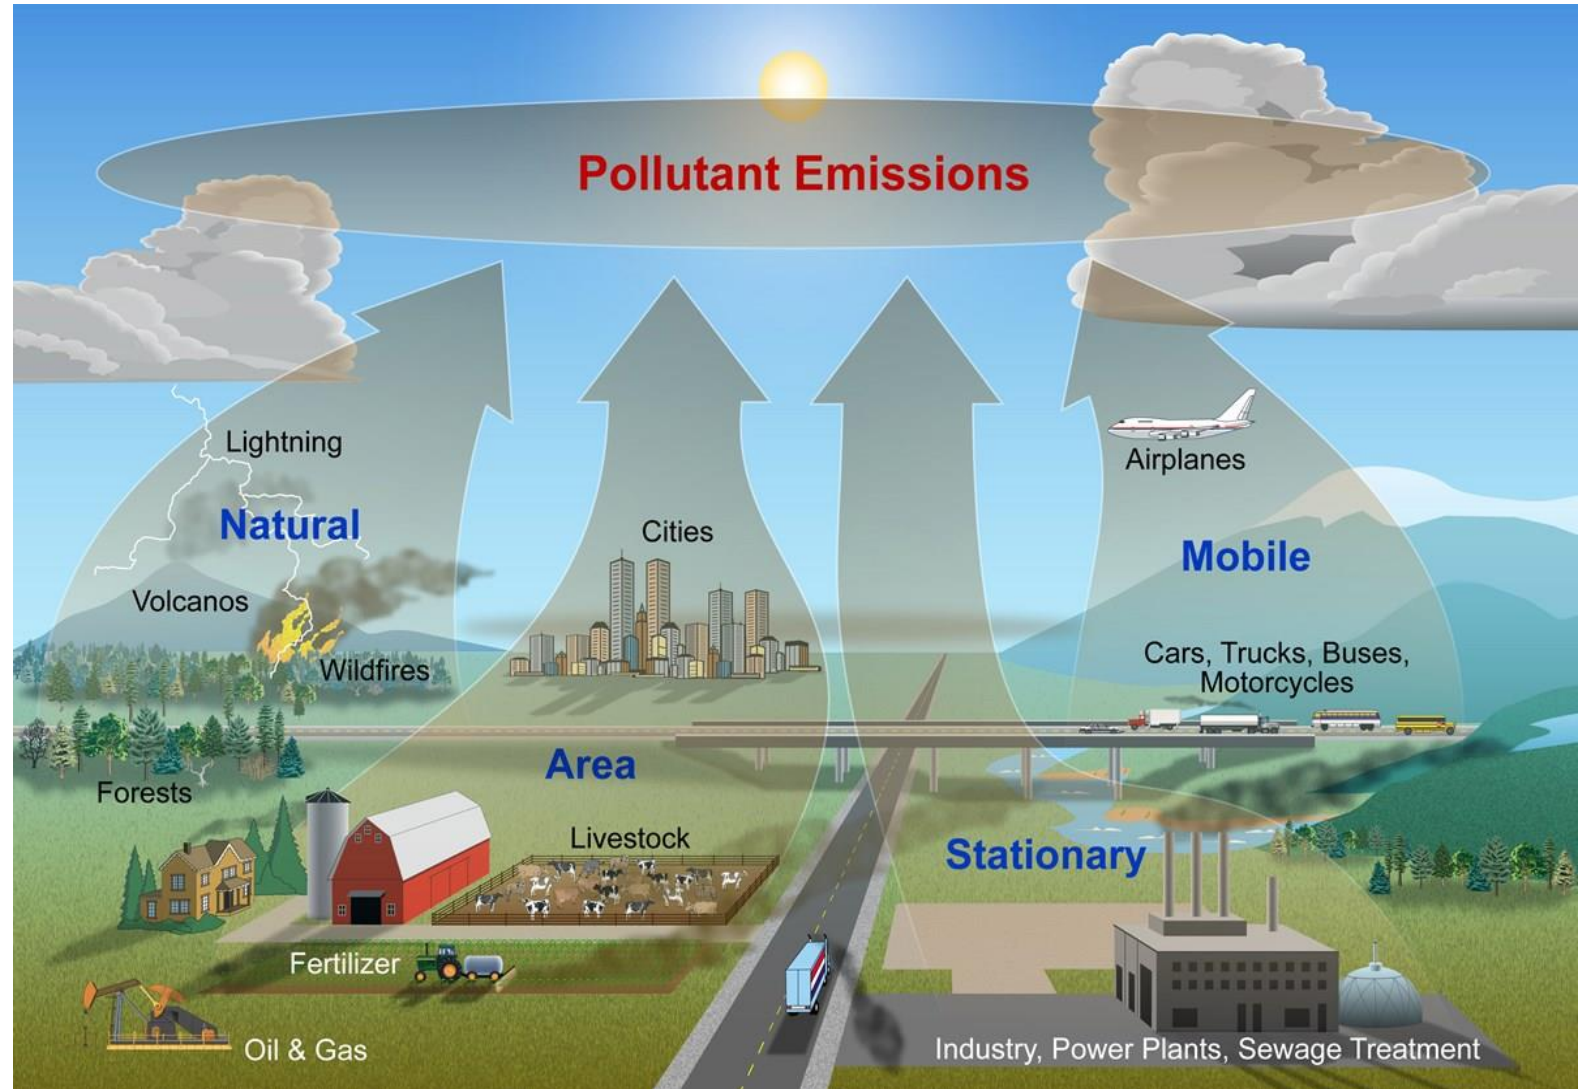 Pollutant Emissions
Lightning
Natural
Volcanos
Wildfires
Forests
Cities
Area
Livestock
Fertilizer
Oil & Gas
Airplanes
Mobile
Cars, Trucks, Buses,
Motorcycles
Stationary
Industry, Power Plants, Sewage Treatment